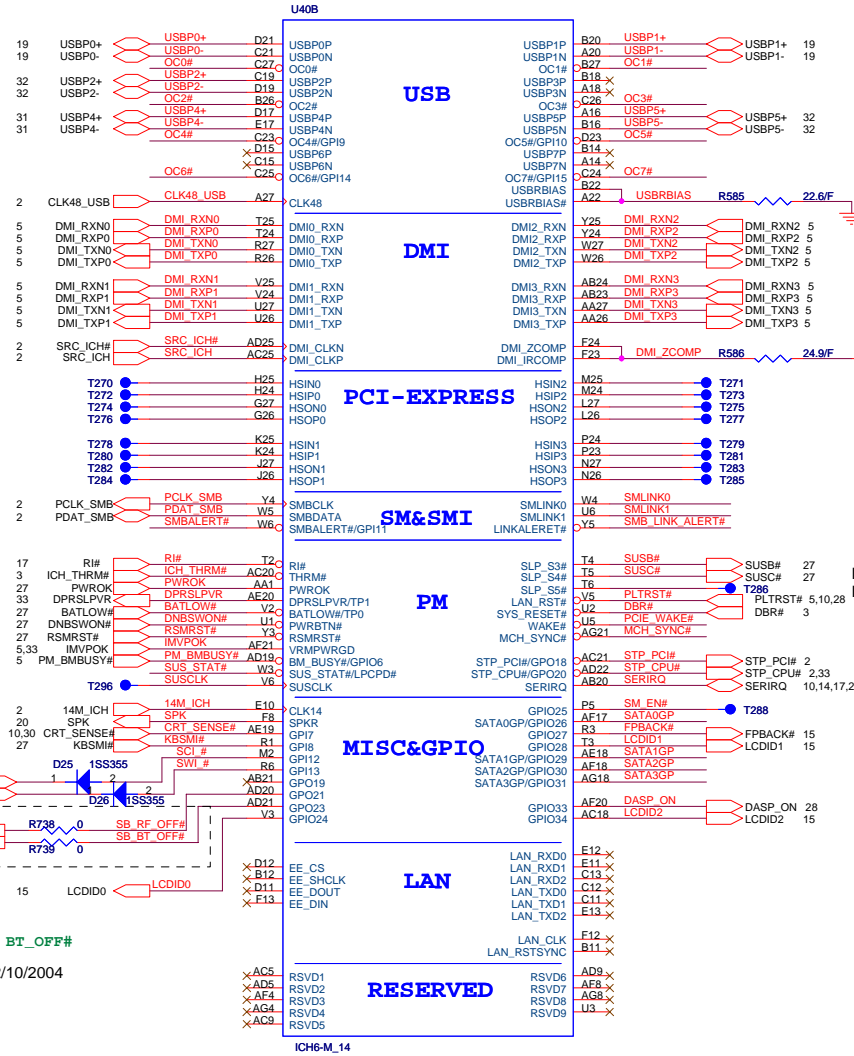 U40B
19 USBP0+ USBP0+ D21 USBP0P USBP1P B20 USBP1+ USBP1+ 19
19 USBP0- USBP0- C21 USBP0N USBP1N A20 USBP1- USBP1- 19
OC0# C27 OC0# OC1# B27 OC1#
32 USBP2+ USBP2+ C19 USBP2P USBP3P B18
32 USBP2- USBP2- D19 USBP2N USBP3N A18
OC2# B26 OC2# USB OC3# C26 OC3#
31 USBP4+ USBP4+ D17 USBP4P USBP5P A16 USBP5+ USBP5+ 32
31 USBP4- USBP4- E17 USBP4N USBP5N B16 USBP5- USBP5- 32
OC4# C23 OC4#/GPI9 OC5#/GPI10 D23 OC5#
D15 USBP6P USBP7P B14
C15 USBP6N USBP7N A14
OC6# C25 OC6#/GPI14 OC7#/GPI15 C24 OC7#
USBRBIAS B22
2 CLK48_USB CLK48_USB A27 CLK48 USBRBIAS# A22 USBRBIAS R585 22.6/F
5 DMI_RXN0 DMI_RXN0 T25 DMI0_RXN DMI2_RXN Y25 DMI_RXN2 DMI_RXN2 5
5 DMI_RXP0 DMI_RXP0 T24 DMI0_RXP DMI2_RXP Y24 DMI_RXP2 DMI_RXP2 5
5 DMI_TXN0 DMI_TXN0 R27 DMI0_TXN DMI DMI2_TXN W27 DMI_TXN2 DMI_TXN2 5
5 DMI_TXP0 DMI_TXP0 R26 DMI0_TXP DMI2_TXP W26 DMI_TXP2 DMI_TXP2 5
5 DMI_RXN1 DMI_RXN1 V25 DMI1_RXN DMI3_RXN AB24 DMI_RXN3 DMI_RXN3 5
5 DMI_RXP1 DMI_RXP1 V24 DMI1_RXP DMI3_RXP AB23 DMI_RXP3 DMI_RXP3 5
5 DMI_TXN1 DMI_TXN1 U27 DMI1_TXN DMI3_TXN AA27 DMI_TXN3 DMI_TXN3 5
5 DMI_TXP1 DMI_TXP1 U26 DMI1_TXP DMI3_TXP AA26 DMI_TXP3 DMI_TXP3 5
2 SRC_ICH# SRC_ICH# AD25 DMI_CLKN DMI_ZCOMP F24
2 SRC_ICH SRC_ICH AC25 DMI_CLKP DMI_IRCOMP F23 DMI_ZCOMP R586 24.9/F
T270 H25 HSIN0 HSIN2 M25 T271
T272 H24 HSIP0 PCI-EXPRESS HSIP2 M24 T273
T274 G27 HSON0 HSON2 L27 T275
T276 G26 HSOP0 HSOP2 L26 T277
T278 K25 HSIN1 HSIN3 P24 T279
T280 K24 HSIP1 HSIP3 P23 T281
T282 J27 HSON1 HSON3 N27 T283
T284 J26 HSOP1 HSOP3 N26 T285
2 PCLK_SMB PCLK_SMB Y4 SMBCLK SMLINK0 W4 SMLINK0
2 PDAT_SMB PDAT_SMB W5 SMBDATA SM&SMI SMLINK1 U6 SMLINK1
SMBALERT# W6 SMBALERT#/GPI11 LINKALERET# Y5 SMB_LINK_ALERT#
17 RI# RI# T2 RI# SLP_S3# T4 SUSB# SUSB# 27
3 ICH_THRM# ICH_THRM# AC20 THRM# SLP_S4# T5 SUSC# SUSC# 27
27 PWROK PWROK AA1 PWROK SLP_S5# T6 T286
33 DPRSLPVR DPRSLPVR AE20 DPRSLPVR/TP1 PM LAN_RST# V5 PLTRST# PLTRST# 5,10,28
27 BATLOW# BATLOW# V2 BATLOW#/TP0 SYS_RESET# U2 DBR# DBR# 3
27 DNBSWON# DNBSWON# U1 PWRBTN# WAKE# U5 PCIE_WAKE#
27 RSMRST# RSMRST# Y3 RSMRST# MCH_SYNC# AG21 MCH_SYNC#
5,33 IMVPOK IMVPOK AF21 VRMPWRGD
5 PM_BMBUSY# PM_BMBUSY# AD19 BM_BUSY#/GPIO6 STP_PCI#/GPO18 AC21 STP_PCI# STP_PCI# 2
SUS_STAT# W3 SUS_STAT#/LPCPD# STP_CPU#/GPO20 AD22 STP_CPU# STP_CPU# 2,33
T296 SUSCLK V6 SUSCLK SERIRQ AB20 SERIRQ SERIRQ 10,14,17,2
2 14M_ICH 14M_ICH E10 CLK14 GPIO25 P5 SM_EN# T288
20 SPK SPK F8 SPKR SATA0GP/GPIO26 AF17 SATA0GP
10,30 CRT_SENSE# CRT_SENSE# AE19 GPI7 GPIO27 R3 FPBACK# FPBACK# 15
27 KBSMI# KBSMI# R1 GPI8 MISC&GPIO GPIO28 T3 LCDID1 LCDID1 15
SCI_# M2 GPI12 SATA1GP/GPIO29 AE18 SATA1GP
D25 1SS355 SWI_# R6 GPI13 SATA2GP/GPIO30 AF18 SATA2GP
1 2 AB21 GPO19 SATA3GP/GPIO31 AG18 SATA3GP
D26 1SS355 AD20 GPO21
1 2 AD21 GPO23 GPIO33 AF20 DASP_ON DASP_ON 28
V3 GPIO24 GPIO34 AC18 LCDID2 LCDID2 15
R738 0 SB_RF_OFF#
R739 0 SB_BT_OFF#
LAN_RXD0 E12
D12 EE_CS LAN_RXD1 E11
B12 EE_SHCLK LAN LAN_RXD2 C13
15 LCDID0 LCDID0 D11 EE_DOUT LAN_TXD0 C12
F13 EE_DIN LAN_TXD1 C11
LAN_TXD2 E13
BT_OFF# LAN_CLK F12
LAN_RSTSYNC B11
/10/2004
AC5 RSVD1 RSVD6 AD9
AD5 RSVD2 RESERVED RSVD7 AF8
AF4 RSVD3 RSVD8 AG8
AG4 RSVD4 RSVD9 U3
AC9 RSVD5
ICH6-M_14